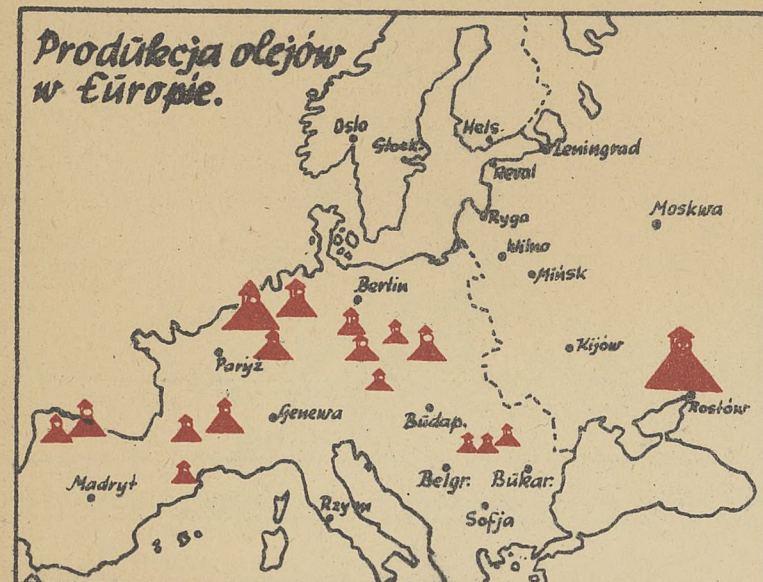 Produkcja olejów
w Europie.
Oslo
Stock.
Hels.
Leningrad
Reval
Ryga
Moskwa
Wilno
Mińsk
Berlin
Kijów
Paryż
Rostów
Genewa
Budap.
Madryt
Belgr.
Bukar.
Rzym
Sofja